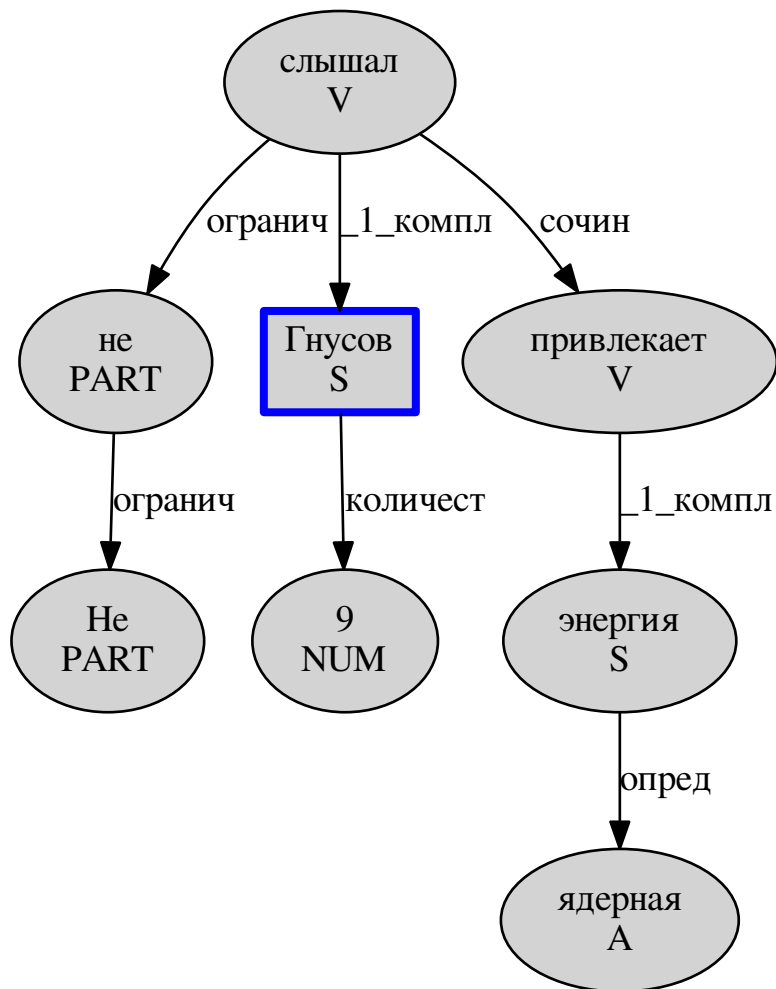 слышал
V
огранич
_1_компл
сочин
не
PART
Гнусов
S
привлекает
V
огранич
количест
_1_компл
Не
PART
9
NUM
энергия
S
опред
ядерная
A